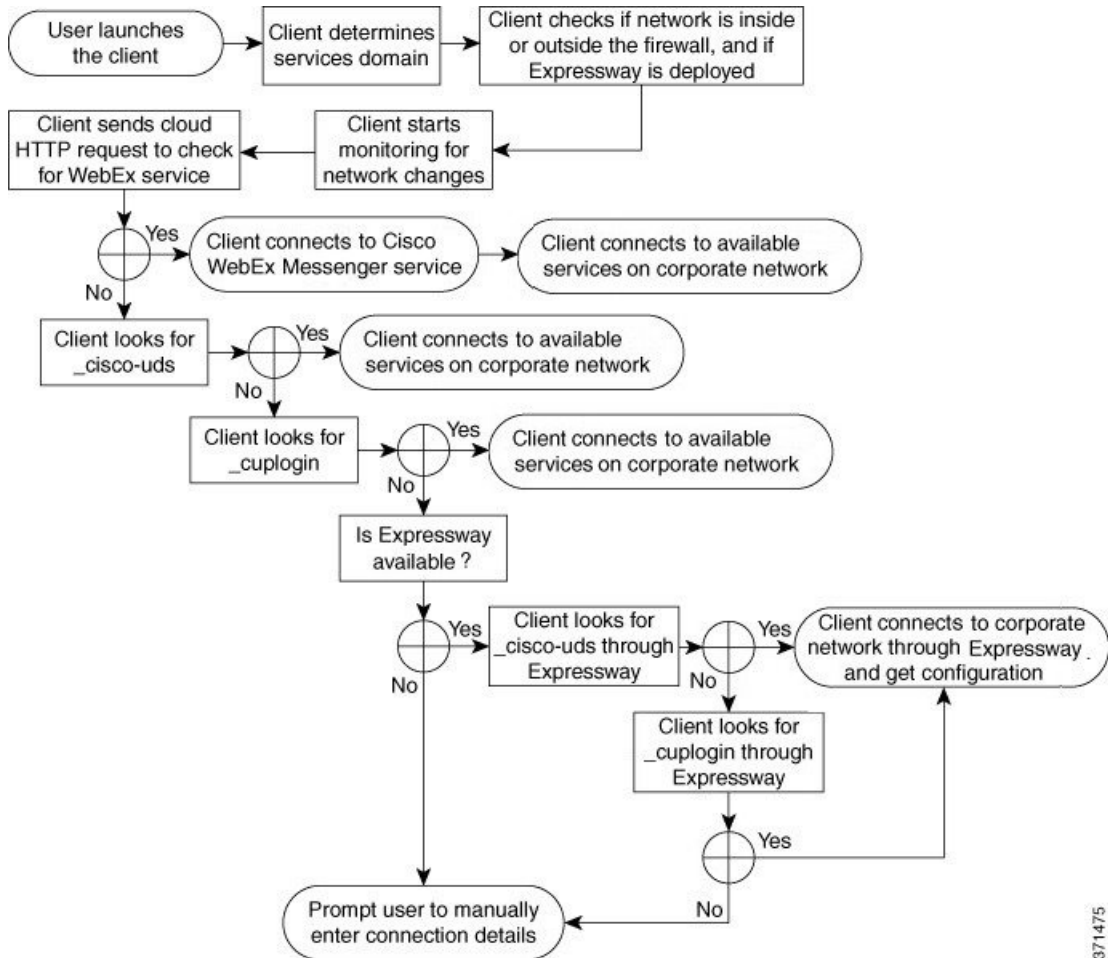 User launches
the client
Client determines
services domain
Client checks if network is inside
or outside the firewall, and if
Expressway is deployed
Client sends cloud
HTTP request to check
for WebEx service
Client starts
monitoring for
network changes
Yes
No
Client connects to Cisco
WebEx Messenger service
Client connects to available
services on corporate network
Client looks for
_cisco-uds
Yes
No
Client connects to available
services on corporate network
Client looks for
_cuplogin
Yes
No
Client connects to available
services on corporate network
Is Expressway
available ?
Yes
No
Client looks for
_cisco-uds through
Expressway
Yes
No
Client connects to corporate
network through Expressway
and get configuration
Client looks for
_cuplogin through
Expressway
Yes
No
Prompt user to manually
enter connection details
371475